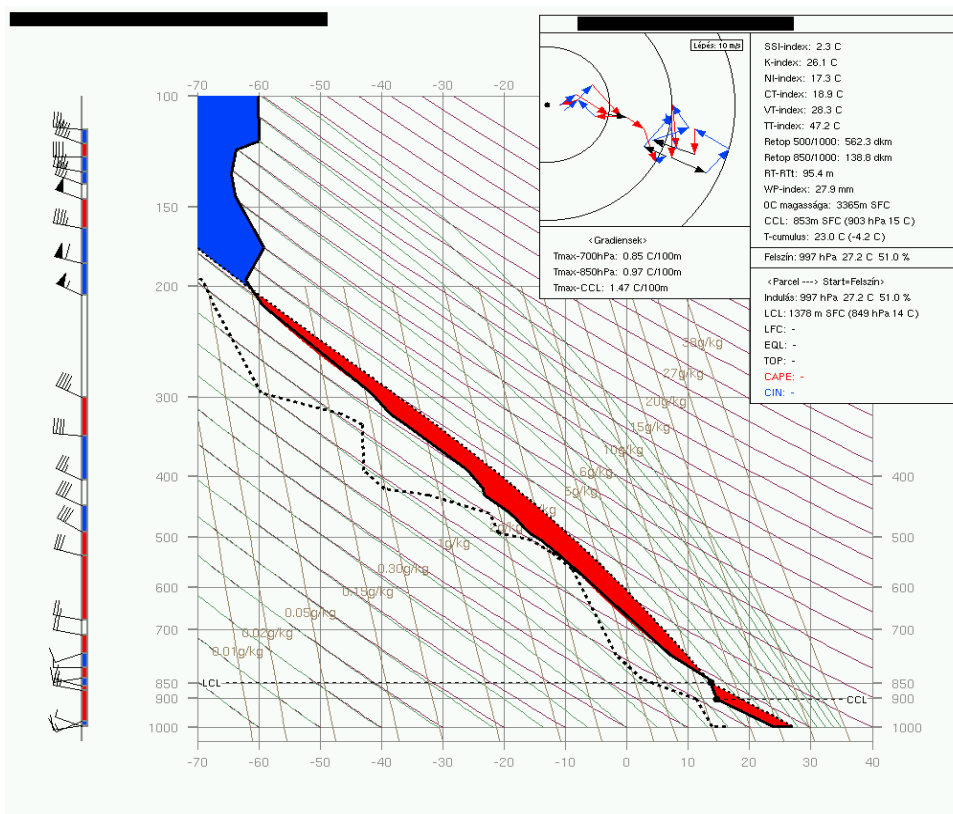 Lépés: 10 m/s
SSI-index: 2.3 C
K-index: 26.1 C
NI-index: 17.3 C
CT-index: 18.9 C
VT-index: 28.3 C
TT-index: 47.2 C
Retop 500/1000: 562.3 dkm
Retop 850/1000: 138.8 dkm
RT-RTt: 95.4 m
WP-index: 27.9 mm
0C magassága: 3365m SFC
CCL: 853m SFC (903 hPa 15 C)
T-cumulus: 23.0 C (-4.2 C)
Felszín: 997 hPa 27.2 C 51.0 %
<Parcel ---> Start=Felszín>
Indulás: 997 hPa 27.2 C 51.0 %
LCL: 1378 m SFC (849 hPa 14 C)
LFC: -
EQL: -
TOP: -
CAPE: -
CIN: -
<Gradiensek>
Tmax-700hPa: 0.85 C/100m
Tmax-850hPa: 0.97 C/100m
Tmax-CCL: 1.47 C/100m
-70 -60 -50 -40 -30 -20 -10
100
150
200
300
400 400
500 500
600 600
700 700
850 850
900 900
1000 1000
27g/kg
20g/kg
15g/kg
10g/kg
6g/kg
1g/kg
0.30g/kg
0.15g/kg
0.05g/kg
0.02g/kg
0.01g/kg
LCL
CCL
-70 -60 -50 -40 -30 -20 -10 0 10 20 30 40